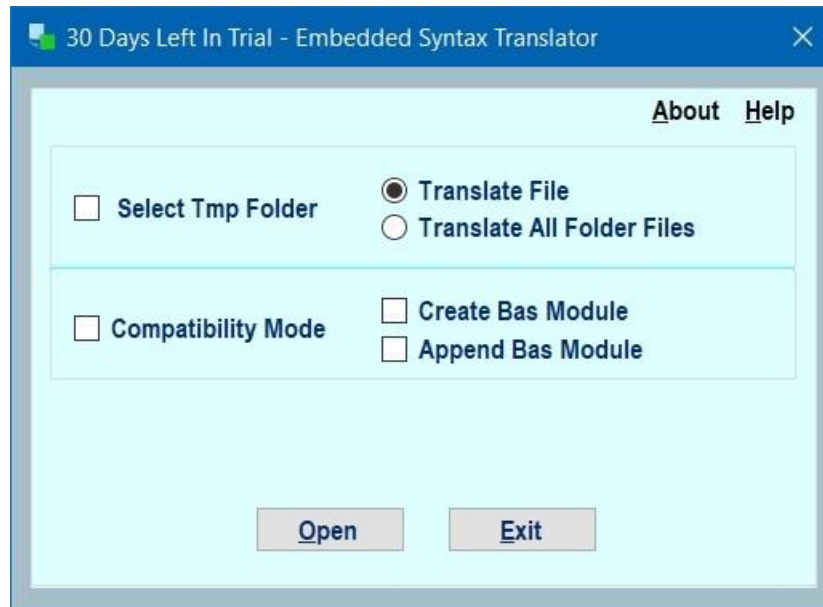 30 Days Left In Trial - Embedded Syntax Translator
About Help
Select Tmp Folder
Translate File
Translate All Folder Files
Compatibility Mode
Create Bas Module
Append Bas Module
Open Exit